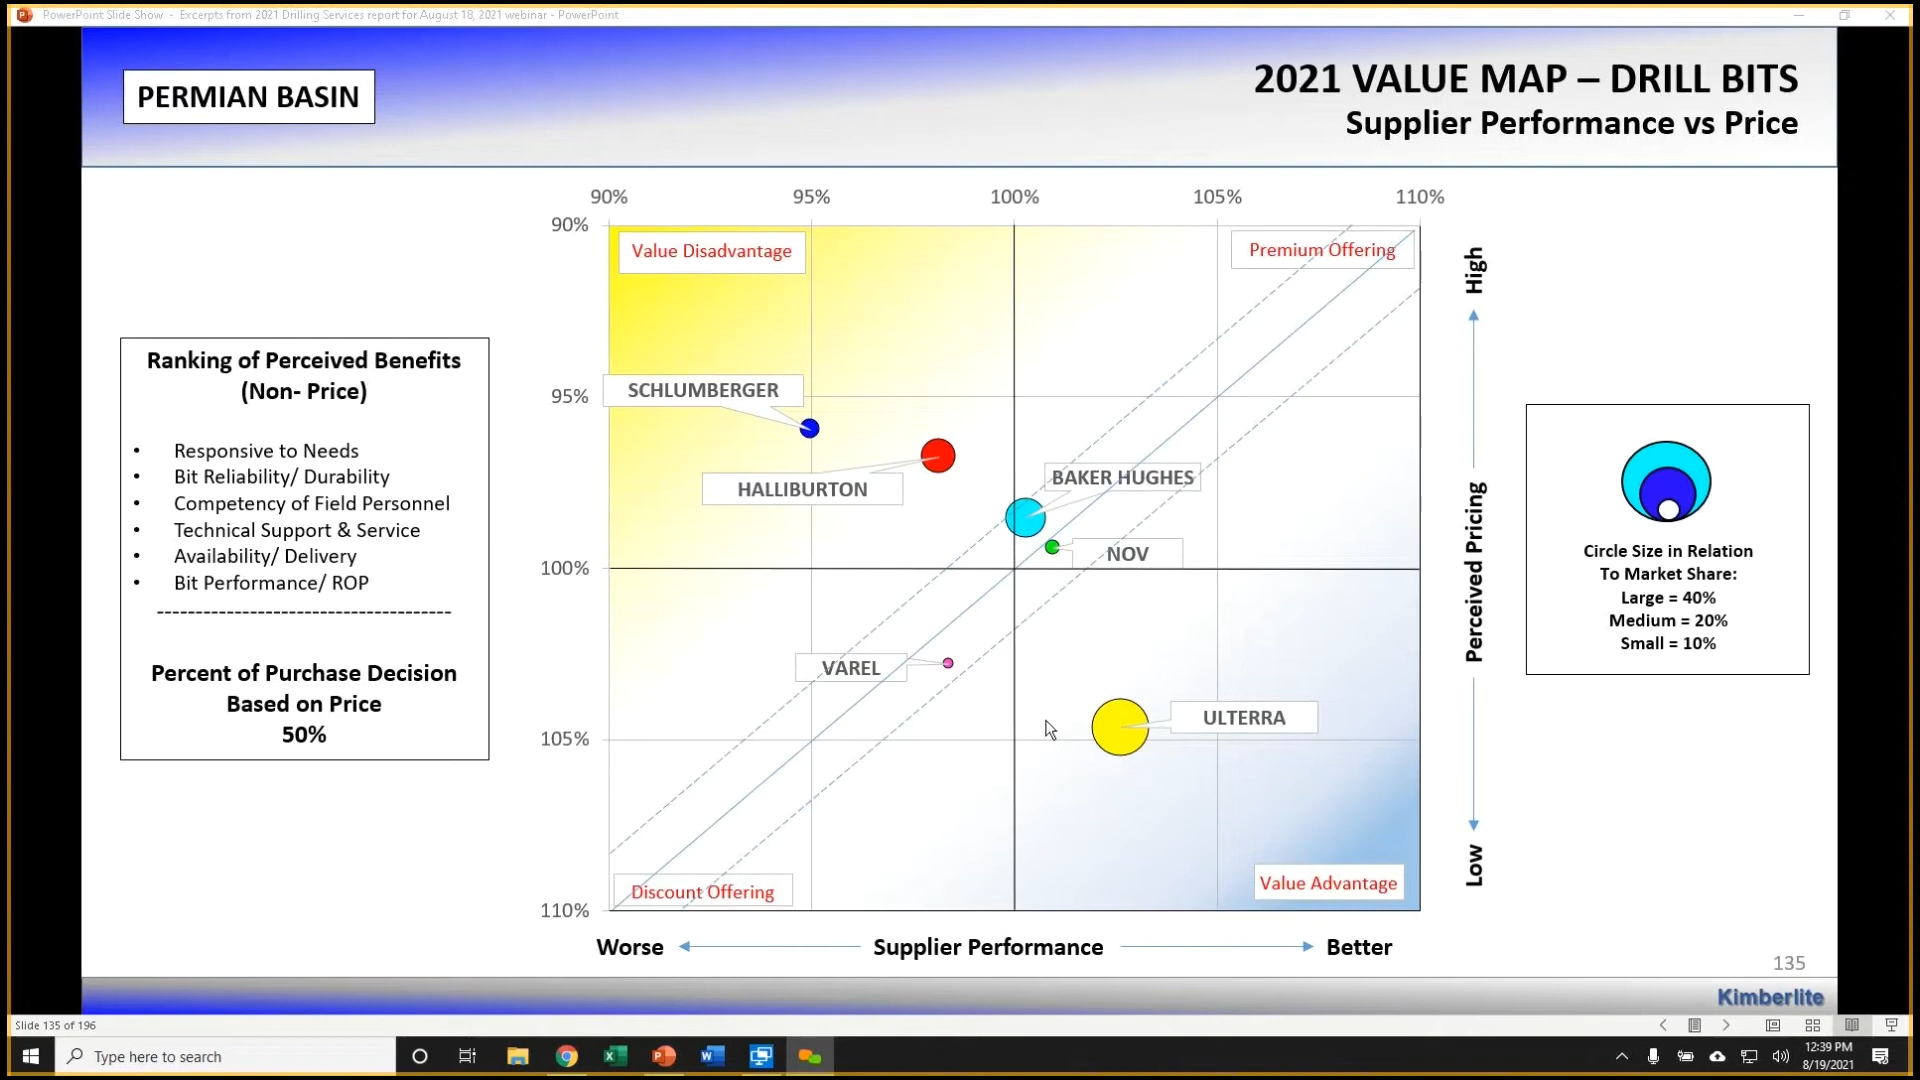 PowerPoint Slide Show - Excerpts from 2021 Drilling Services report for August 18, 2021 webinar - PowerPoint
PERMIAN BASIN
2021 VALUE MAP – DRILL BITS
Supplier Performance vs Price
90%
95%
100%
105%
110%
90%
95%
100%
105%
110%
Value Disadvantage
Premium Offering
SCHLUMBERGER
HALLIBURTON
BAKER HUGHES
NOV
VAREL
ULTERRA
Discount Offering
Value Advantage
Worse
Supplier Performance
Better
High
Perceived Pricing
Low
Ranking of Perceived Benefits
(Non- Price)
• Responsive to Needs
• Bit Reliability/ Durability
• Competency of Field Personnel
• Technical Support & Service
• Availability/ Delivery
• Bit Performance/ ROP
-------------------------------------
Percent of Purchase Decision
Based on Price
50%
Circle Size in Relation
To Market Share:
Large = 40%
Medium = 20%
Small = 10%
135
Kimberlite
Slide 135 of 196
Type here to search
12:39 PM
8/19/2021